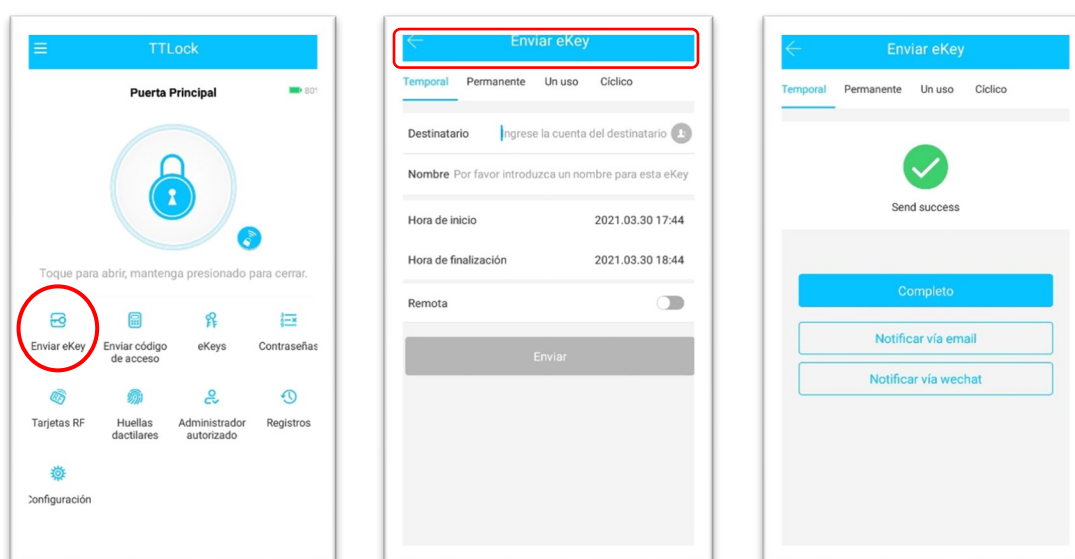 TTLock
Puerta Principal
Toque para abrir, mantenga presionado para cerrar.
Enviar eKey
Enviar código
de acceso
eKeys
Contraseñas
Tarjetas RF
Huellas
dactilares
Administrador
autorizado
Registros
Configuración
Enviar eKey
Temporal Permanente Un uso Cíclico
Destinatario Ingrese la cuenta del destinatario
Nombre Por favor introduzca un nombre para esta eKey
Hora de inicio 2021.03.30 17:44
Hora de finalización 2021.03.30 18:44
Remota
Enviar
Enviar eKey
Temporal Permanente Un uso Cíclico
Send success
Completo
Notificar vía email
Notificar vía wechat